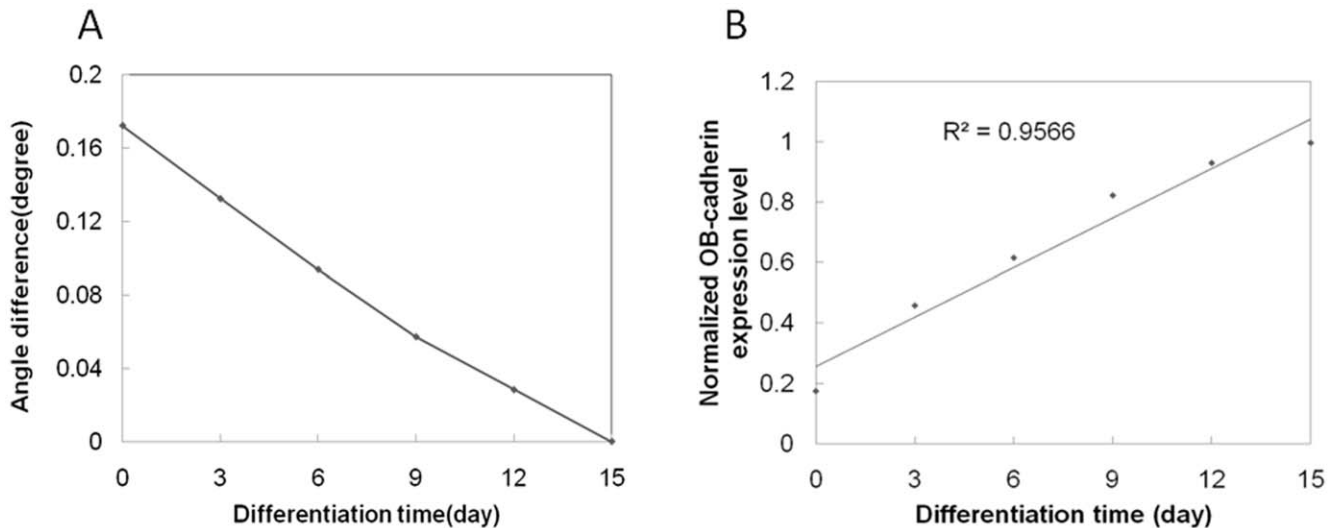 A
Angle difference(degree)
0.2
0.16
0.12
0.08
0.04
0
0 3 6 9 12 15
Differentiation time(day)
B
Normalized OB-cadherin
expression level
1.2
1
0.8
0.6
0.4
0.2
0
R² = 0.9566
0 3 6 9 12 15
Differentiation time (day)